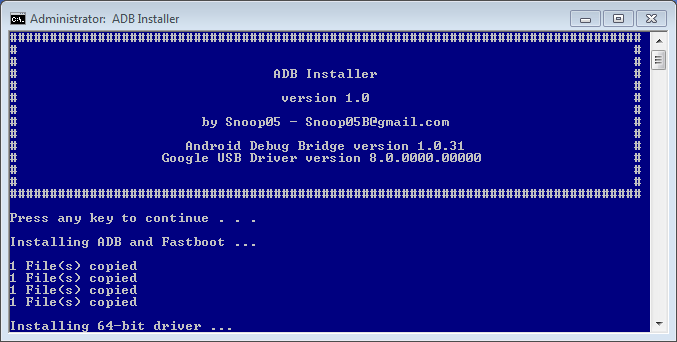 Administrator: ADB Installer
################################################################################
# #
# #
# ADB Installer #
# #
# version 1.0 #
# #
# by Snoop05 - Snoop05B@gmail.com #
# #
# Android Debug Bridge version 1.0.31 #
# Google USB Driver version 8.0.0000.00000 #
# #
# #
################################################################################
Press any key to continue . . .
Installing ADB and Fastboot ...
1 File(s) copied
1 File(s) copied
1 File(s) copied
1 File(s) copied
Installing 64-bit driver ...